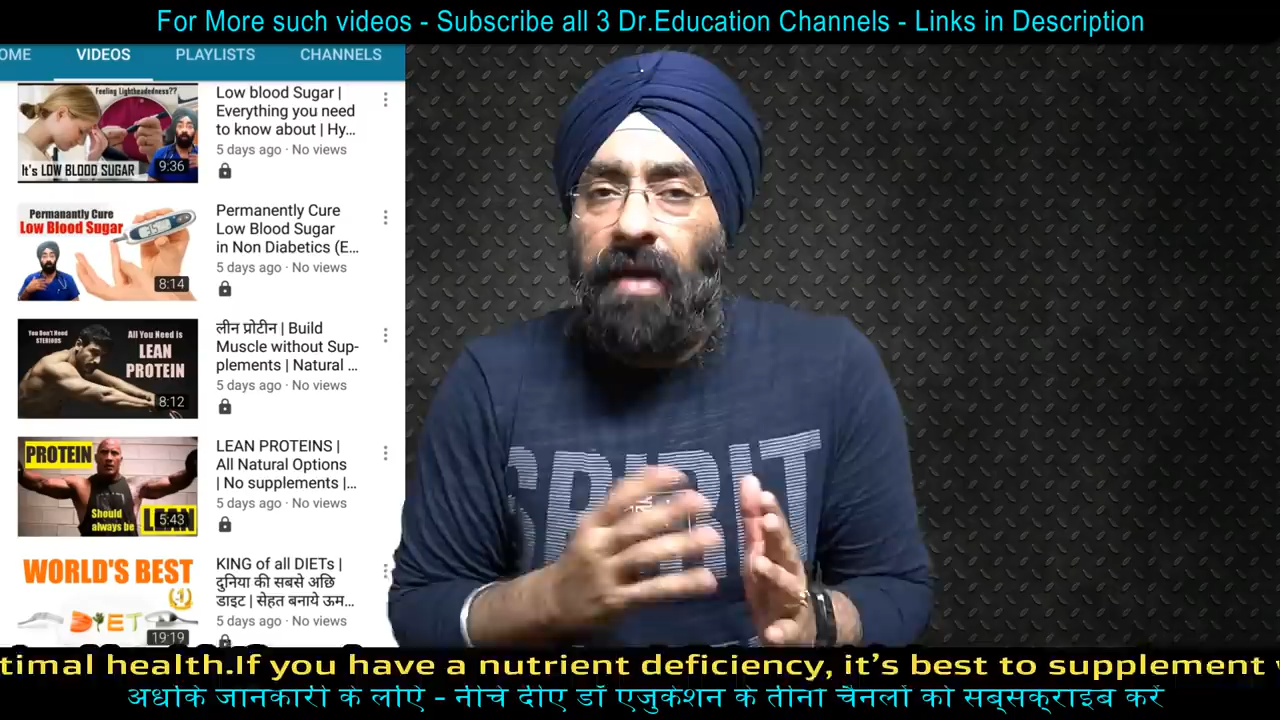 For More such videos - Subscribe all 3 Dr.Education Channels - Links in Description
OME VIDEOS PLAYLISTS CHANNELS
Feeling Lightheadedness??
It's LOW BLOOD SUGAR
9:36
Low blood Sugar |
Everything you need
to know about | Hy...
5 days ago · No views
Permanantly Cure
Low Blood Sugar
8:14
Permanently Cure
Low Blood Sugar
in Non Diabetics (E...
5 days ago · No views
You Don't Need
STERIODS
All You Need is
LEAN
PROTEIN
8:12
लीन प्रोटीन | Build
Muscle without Sup-
plements | Natural ...
5 days ago · No views
PROTEIN
Should
always be
LEAN
5:43
LEAN PROTEINS |
All Natural Options
| No supplements |...
5 days ago · No views
WORLD'S BEST
DIET
19:19
KING of all DIETs |
दुनिया की सबसे अछि
डाइट | सेहत बनाये ऊम...
5 days ago · No views
SPIRIT
timal health.If you have a nutrient deficiency, it's best to supplement
अधिक जानकारी के लिए - नीचे दीए डॉ एजुकेशन के तीनो चैनलों को सब्सक्राइब करें